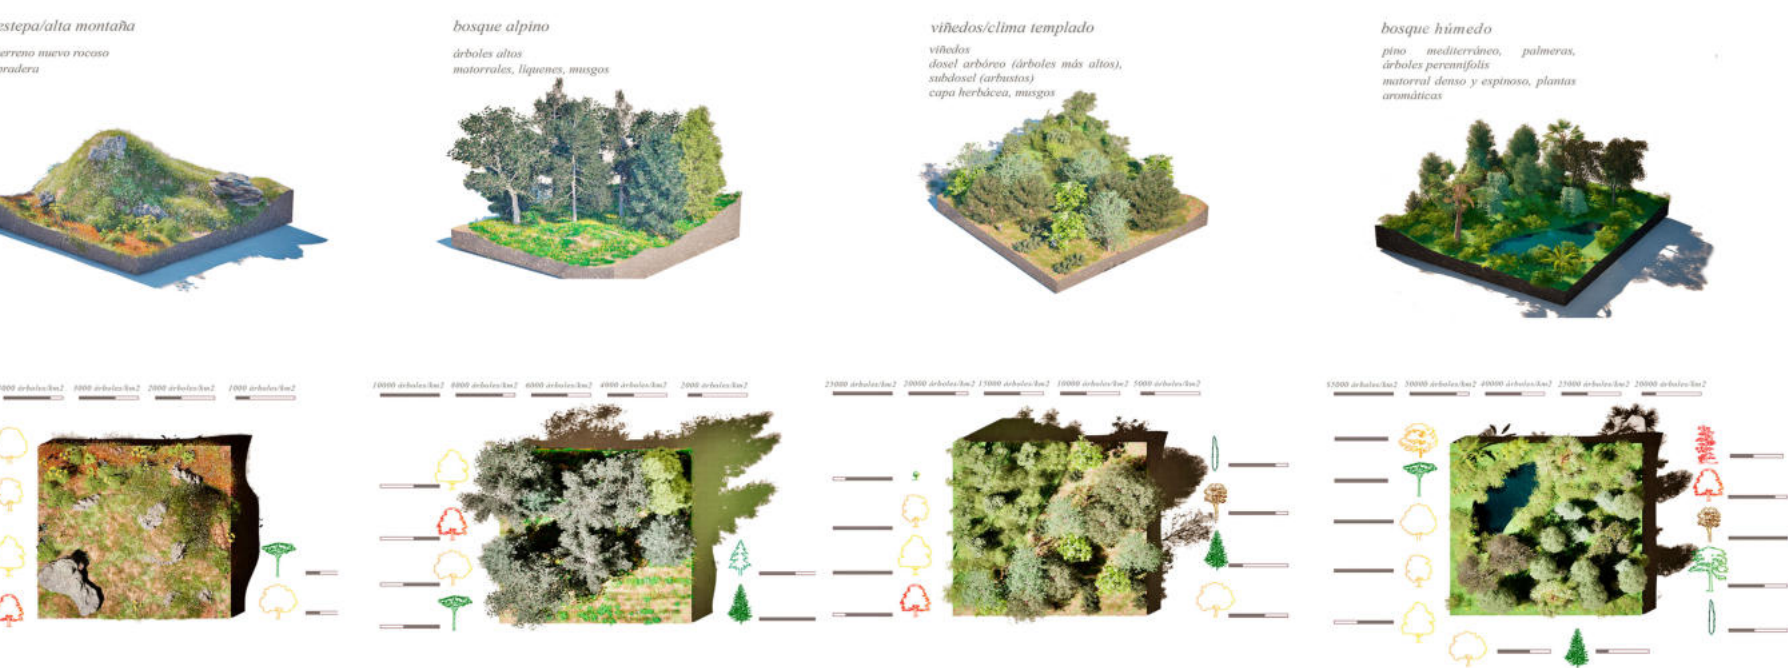 estepa/alta montaña
terreno nuevo rocoso
pradera
bosque alpino
árboles altos
matorrales, líquenes, musgos
viñedos/clima templado
viñedos
dosel arbóreo (árboles más altos),
subdosel (arbustos)
capa herbácea, musgos
bosque húmedo
pino mediterráneo, palmeras,
árboles perennifolis
matorral denso y espinoso, plantas
aromáticas
árboles/km2 3000 árboles/km2 2000 árboles/km2 1000 árboles/km2
10000 árboles/km2 8000 árboles/km2 6000 árboles/km2 4000 árboles/km2 2000 árboles/km2
25000 árboles/km2 20000 árboles/km2 15000 árboles/km2 10000 árboles/km2 5000 árboles/km2
árboles/km2 árboles/km2 40000 árboles/km2 25000 árboles/km2 20000 árboles/km2